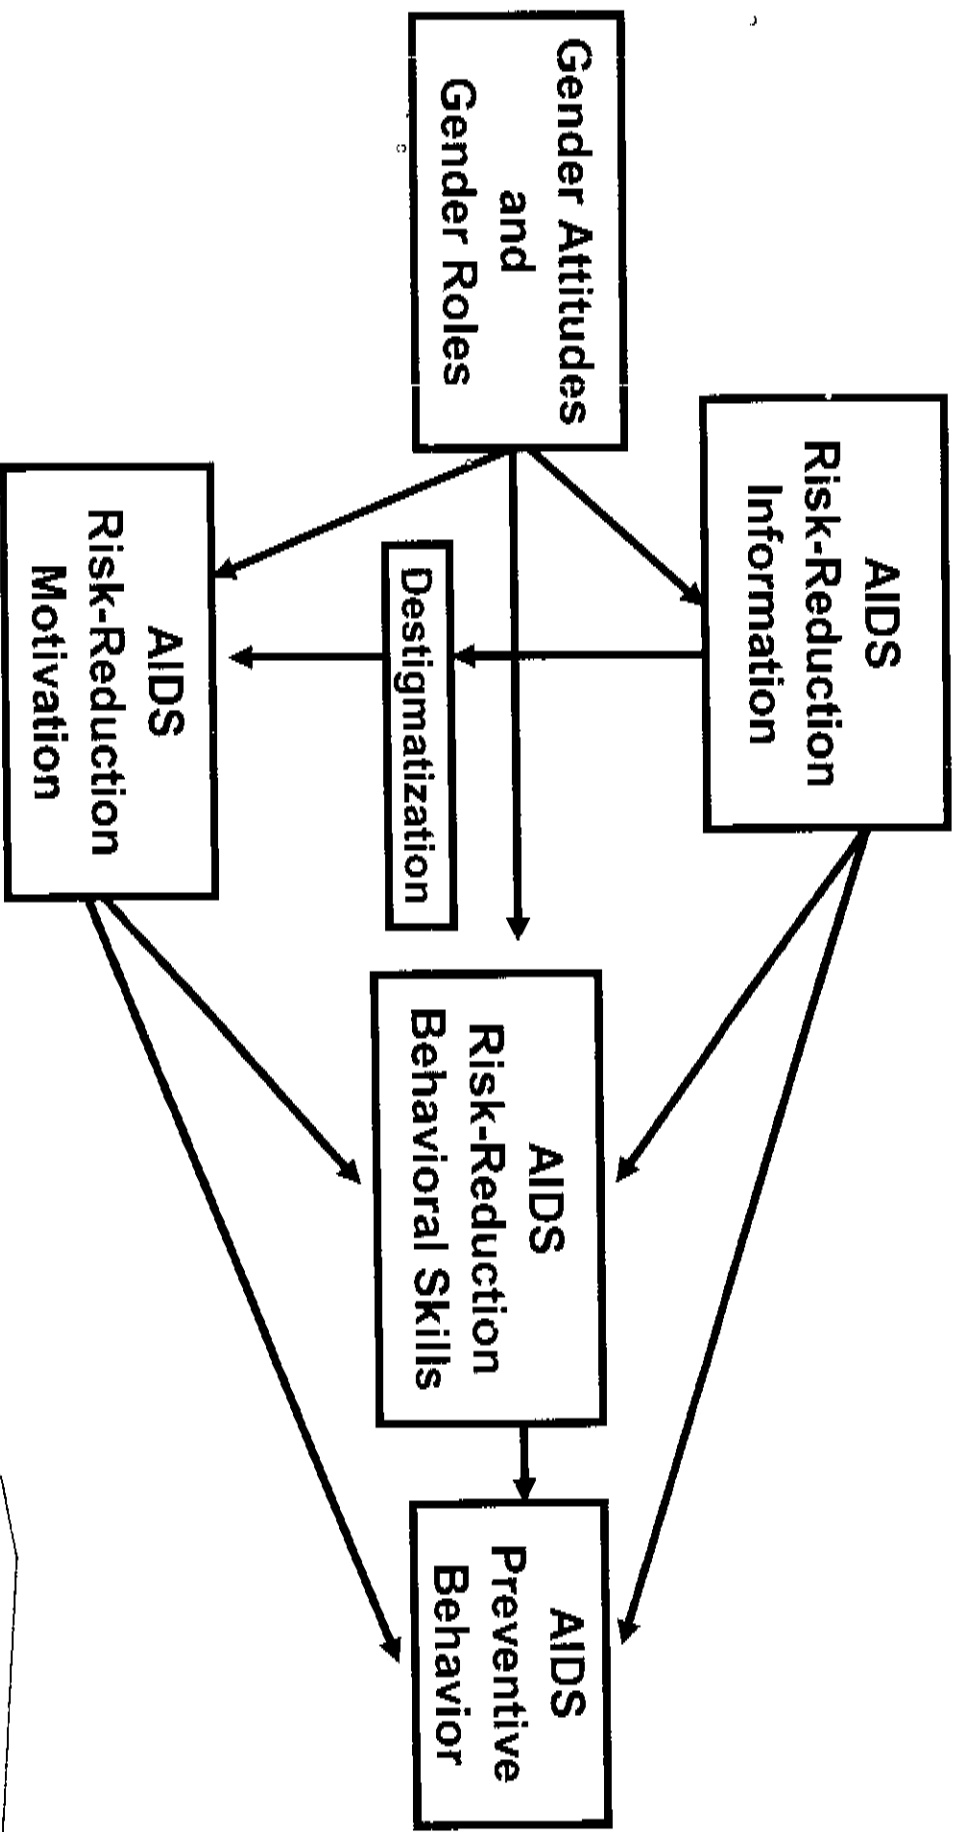 AIDS
Risk-Reduction
Information
Gender Attitudes
and
Gender Roles
Destigmatization
AIDS
Risk-Reduction
Motivation
AIDS
Risk-Reduction
Behavioral Skills
AIDS
Preventive
Behavior